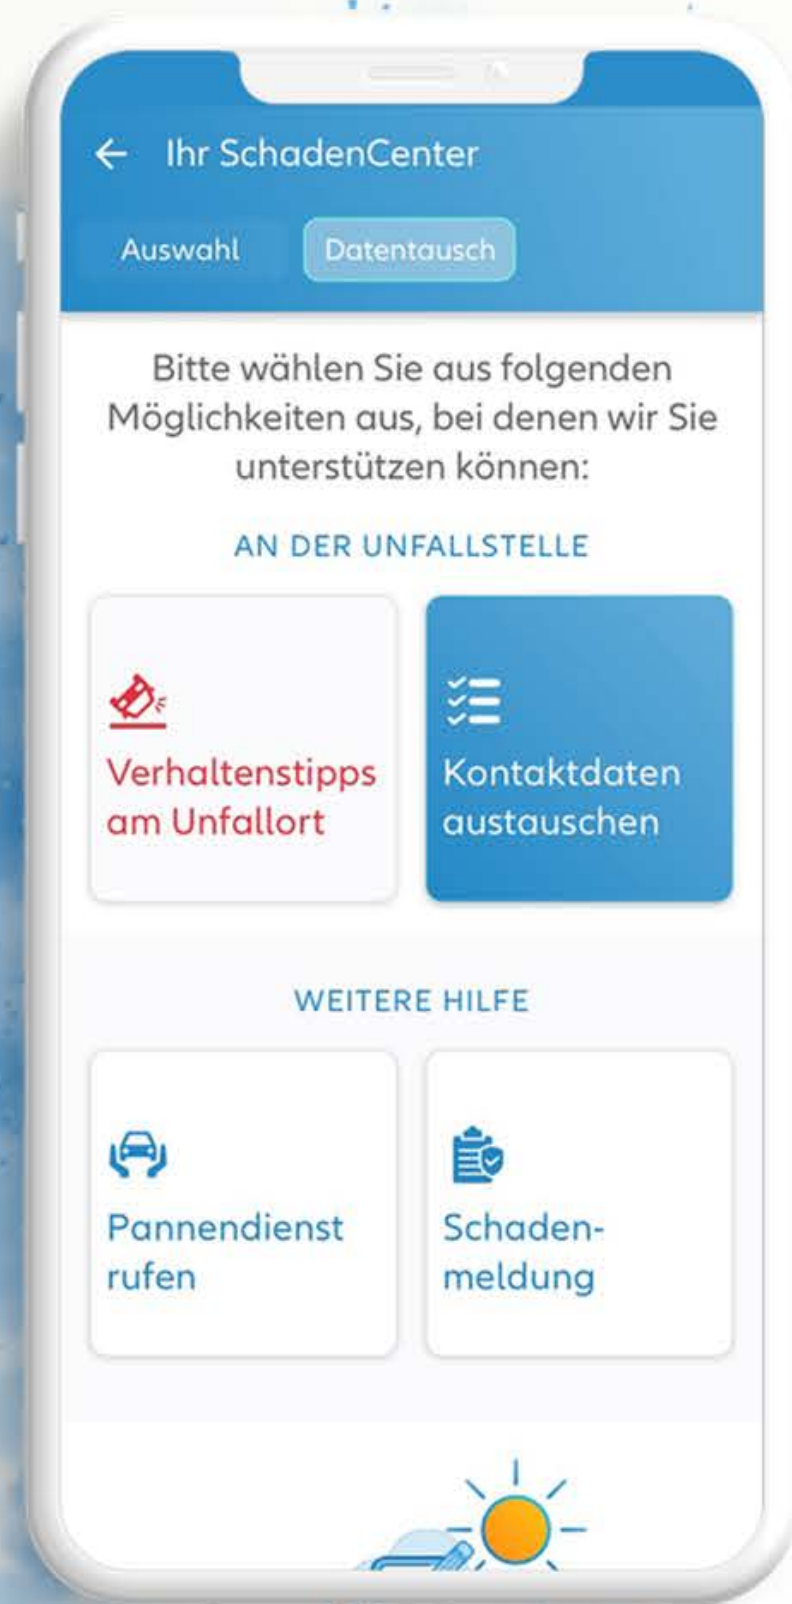 Ihr SchadenCenter
Auswahl
Datentausch
Bitte wählen Sie aus folgenden
Möglichkeiten aus, bei denen wir Sie
unterstützen können:
AN DER UNFALLSTELLE
Verhaltenstipps
am Unfallort
Kontaktdaten
austauschen
WEITERE HILFE
Pannendienst
rufen
Schaden-
meldung